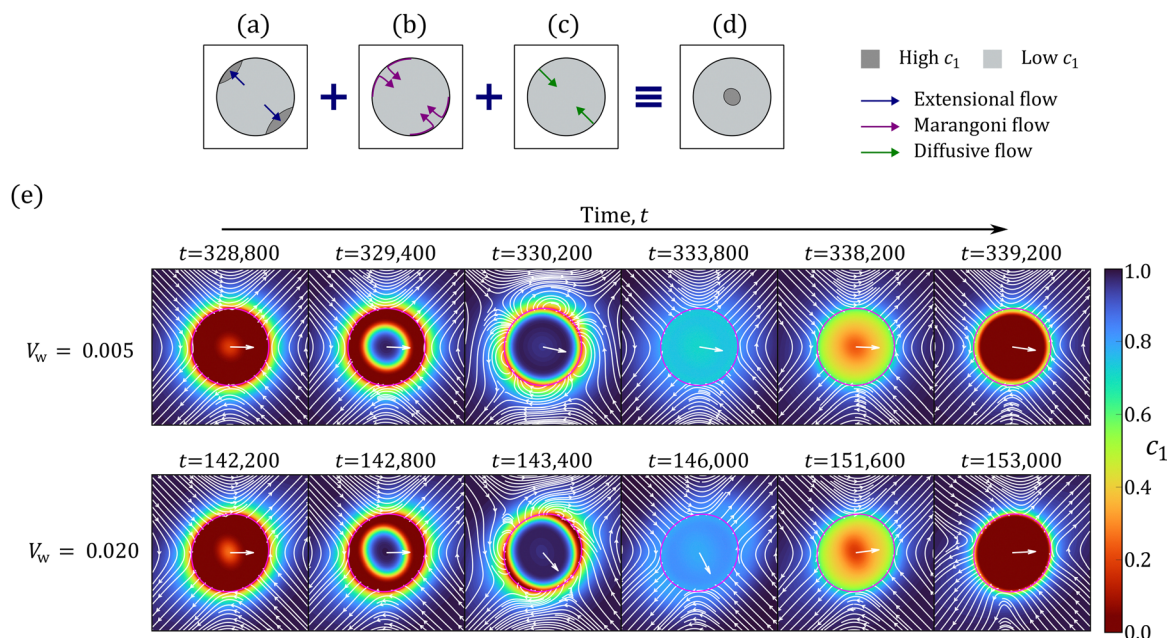 (a) (b) (c) (d)
High c₁ Low c₁
Extensional flow
Marangoni flow
Diffusive flow
(e)
Time, t
t=328,800 t=329,400 t=330,200 t=333,800 t=338,200 t=339,200
V_w = 0.005
t=142,200 t=142,800 t=143,400 t=146,000 t=151,600 t=153,000
V_w = 0.020
1.0
0.8
0.6
c₁
0.4
0.2
0.0